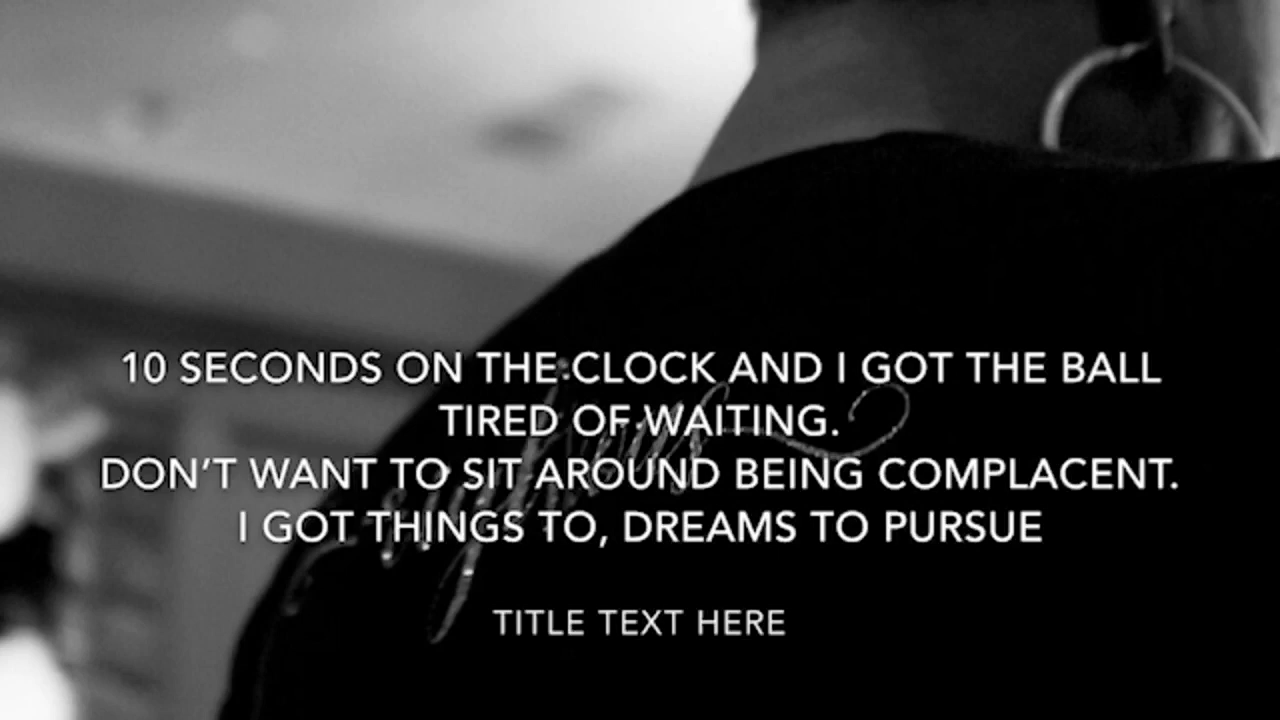 10 SECONDS ON THE CLOCK AND I GOT THE BALL
TIRED OF WAITING.
DON'T WANT TO SIT AROUND BEING COMPLACENT.
I GOT THINGS TO, DREAMS TO PURSUE
TITLE TEXT HERE